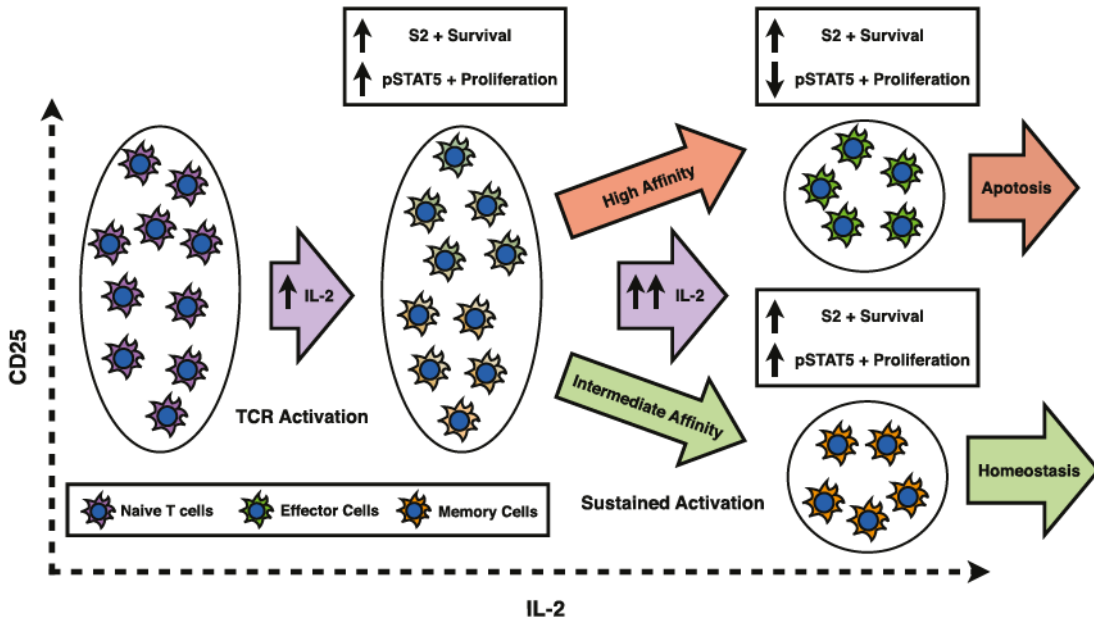 S2 + Survival
pSTAT5 + Proliferation
S2 + Survival
pSTAT5 + Proliferation
High Affinity
Apotosis
IL-2
IL-2
S2 + Survival
pSTAT5 + Proliferation
CD25
TCR Activation
Intermediate Affinity
Homeostasis
Sustained Activation
Naive T cells
Effector Cells
Memory Cells
IL-2